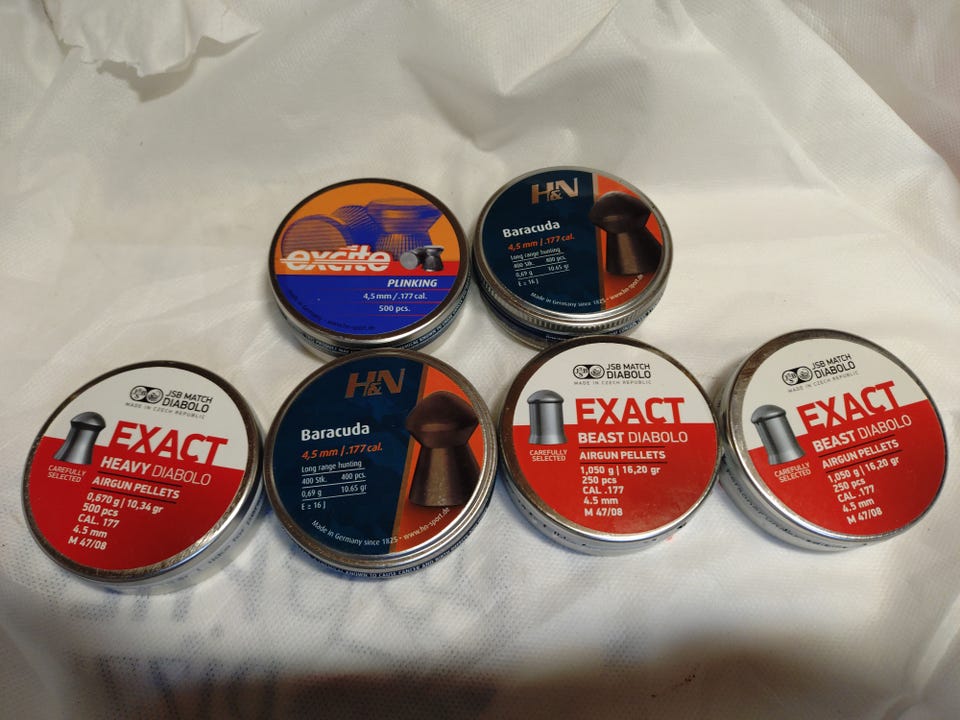 excite
PLINKING
4,5 mm/.177 cal.
500 pcs.
www.hn-sport.de
H&N
Baracuda
4,5 mm | .177 cal.
Long range hunting
400 Stk. 400 pcs.
0,69 g 10.65 gr
E = 16 J
Made in Germany since 1825 • www.hn-sport.de
JSB MATCH
DIABOLO
MADE IN CZECH REPUBLIC
EXACT
HEAVY DIABOLO
CAREFULLY
SELECTED
AIRGUN PELLETS
0,670 g | 10,34 gr
500 pcs
CAL. 177
4.5 mm
M 47/08
H&N
Baracuda
4,5 mm | .177 cal.
Long range hunting
400 Stk. 400 pcs.
0,69 g 10.65 gr
E = 16 J
Made in Germany since 1825 • www.hn-sport.de
JSB MATCH
DIABOLO
MADE IN CZECH REPUBLIC
EXACT
BEAST DIABOLO
CAREFULLY
SELECTED
AIRGUN PELLETS
1,050 g | 16,20 gr
250 pcs
CAL .177
4.5 mm
M 47/08
JSB MATCH
DIABOLO
MADE IN CZECH REPUBLIC
EXACT
BEAST DIABOLO
CAREFULLY
SELECTED
AIRGUN PELLETS
1,050 g | 16,20 gr
250 pcs
CAL .177
4.5 mm
M 47/08